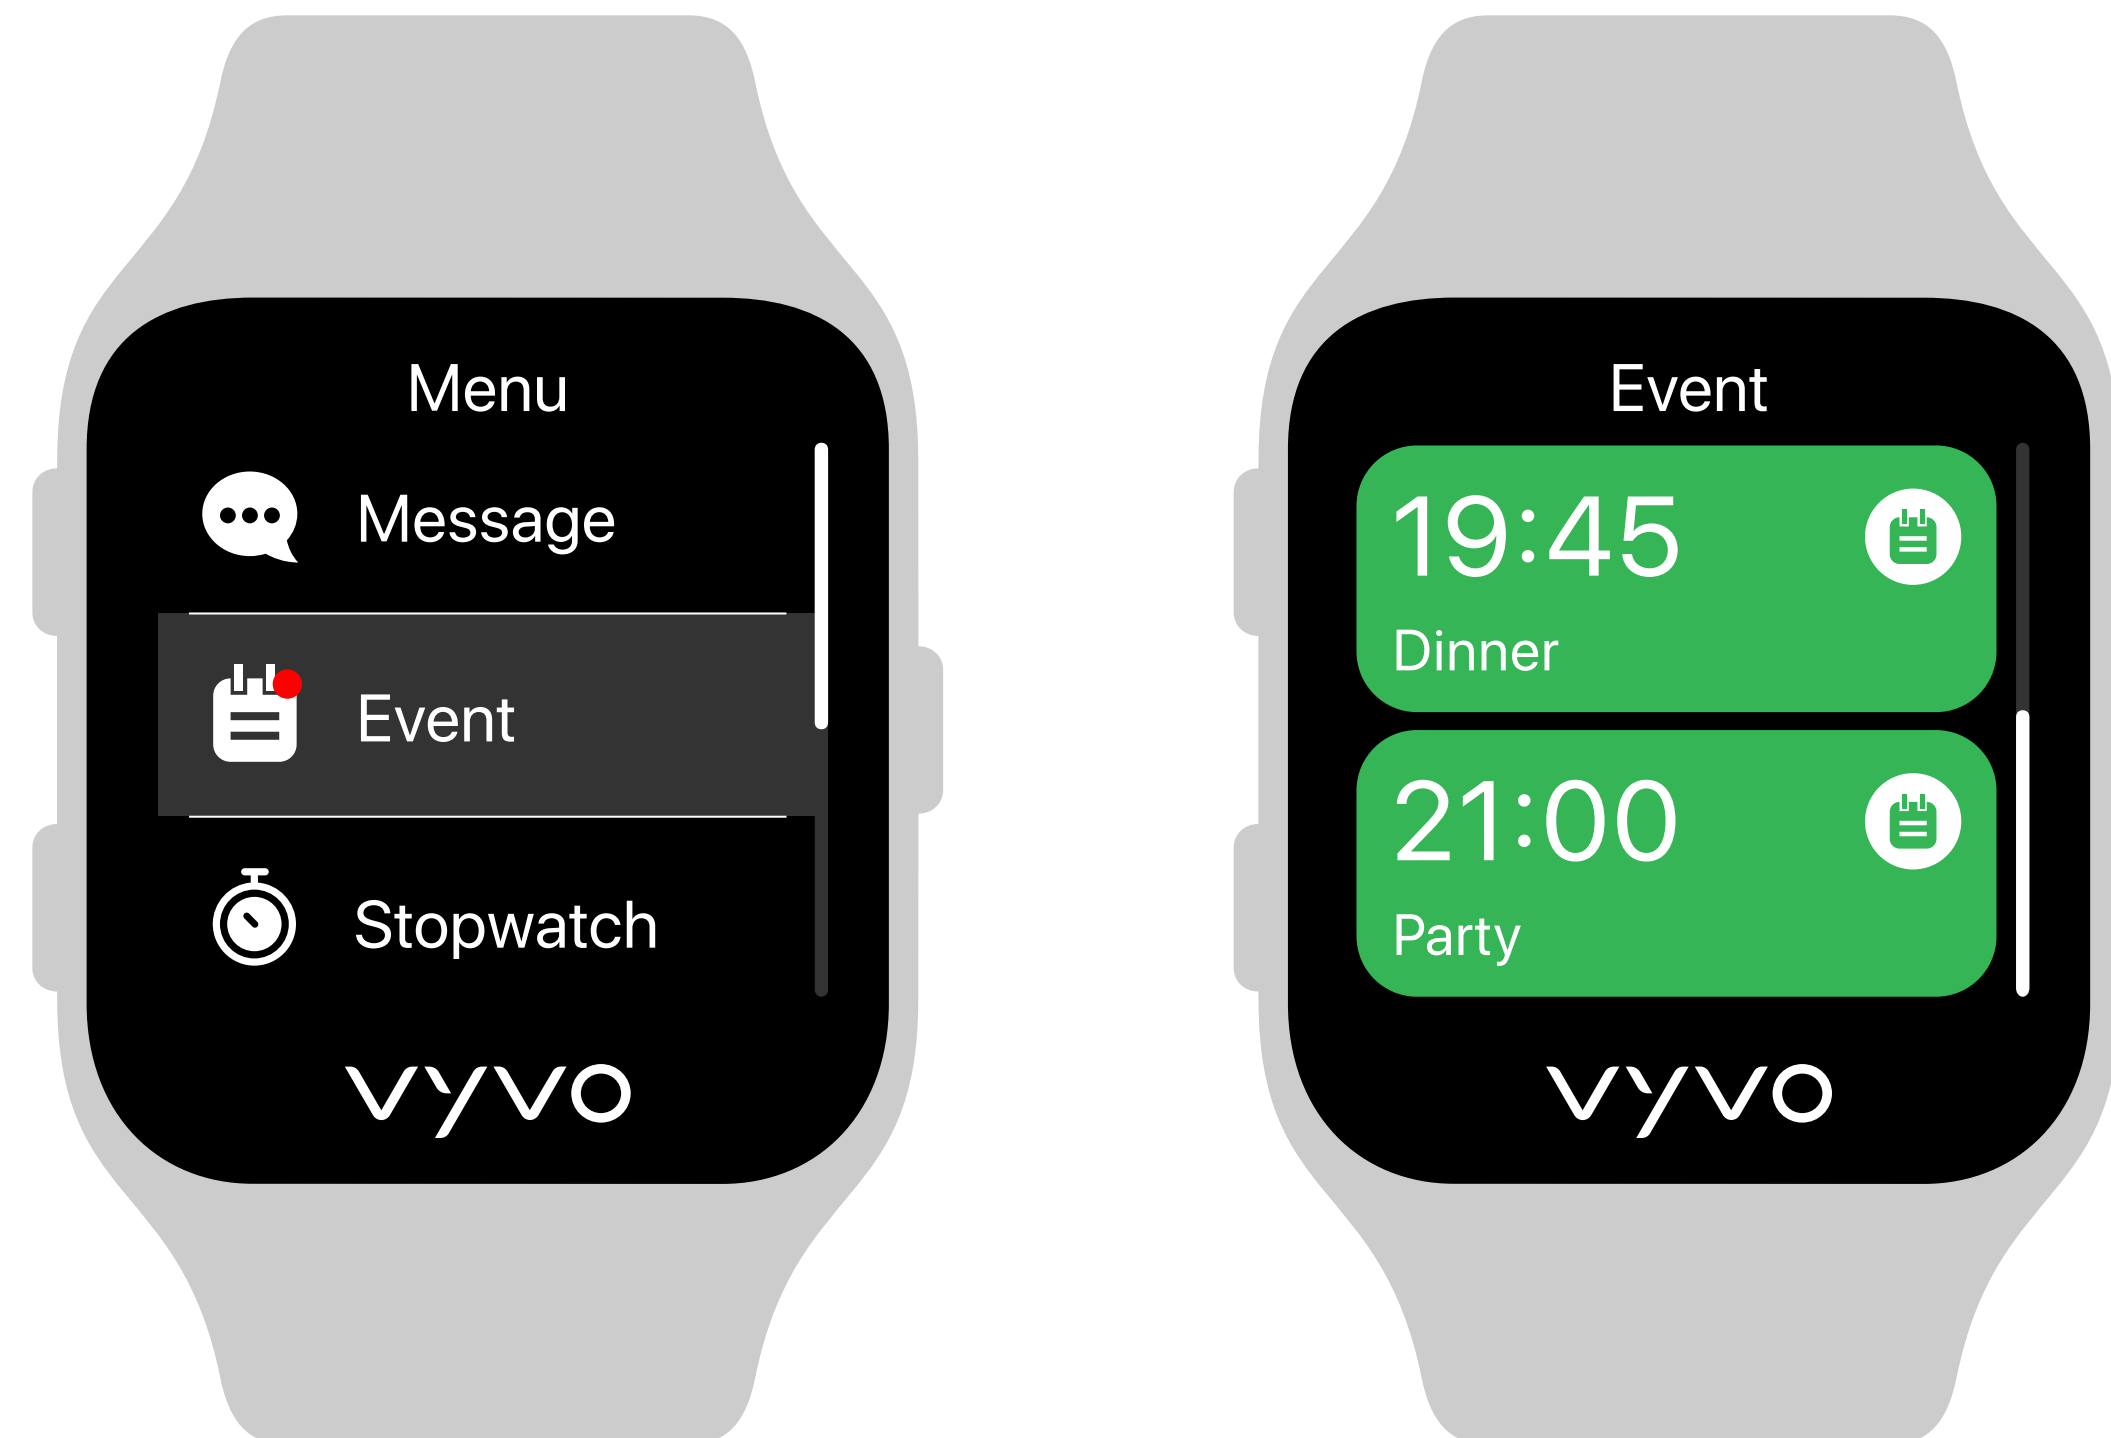 Menu
Message
Event
Stopwatch
vyvo
Event
19:45
Dinner
21:00
Party
vyvo